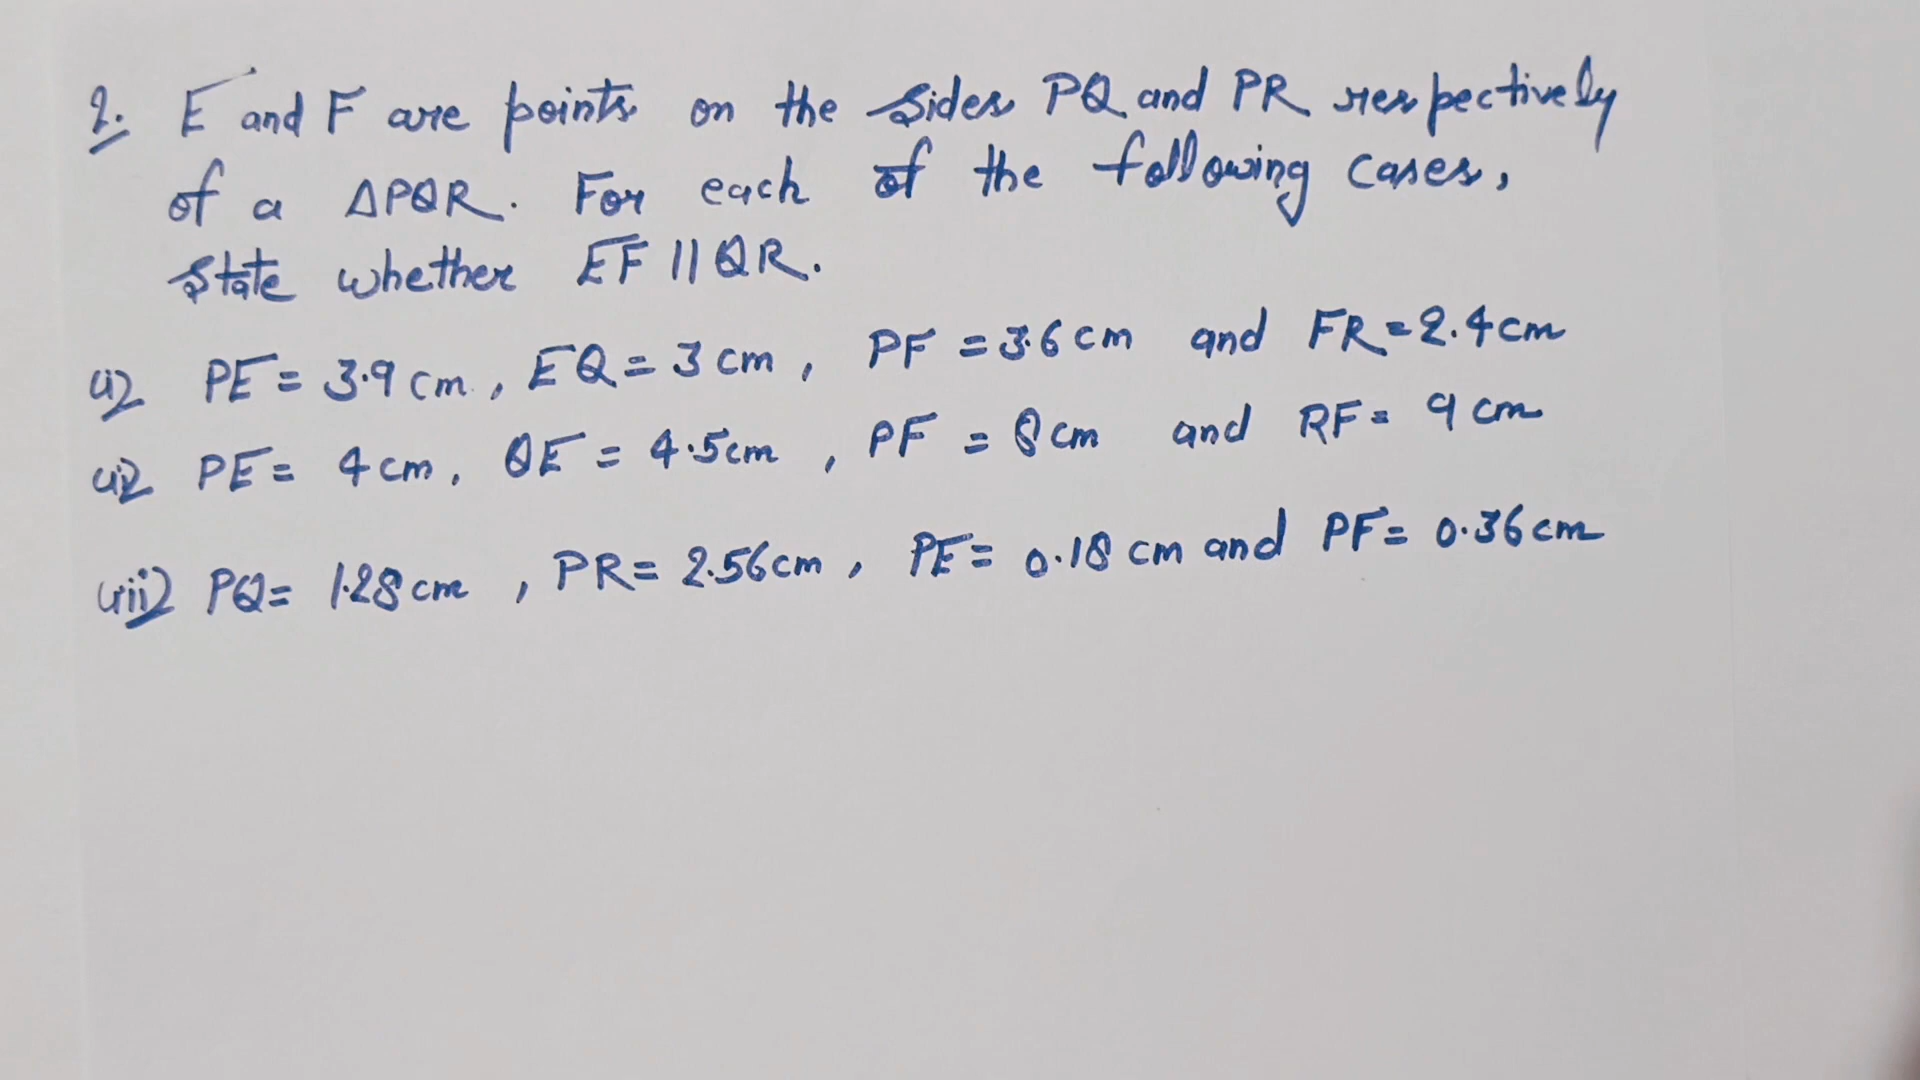 2. E and F are points on the sides PQ and PR respectively
of a ΔPQR. For each of the following cases,
state whether EF || QR.
(i) PE = 3.9 cm, EQ = 3 cm, PF = 3.6 cm and FR = 2.4 cm
(ii) PE = 4 cm, QE = 4.5 cm, PF = 8 cm and RF = 9 cm
(iii) PQ = 1.28 cm, PR = 2.56 cm, PE = 0.18 cm and PF = 0.36 cm